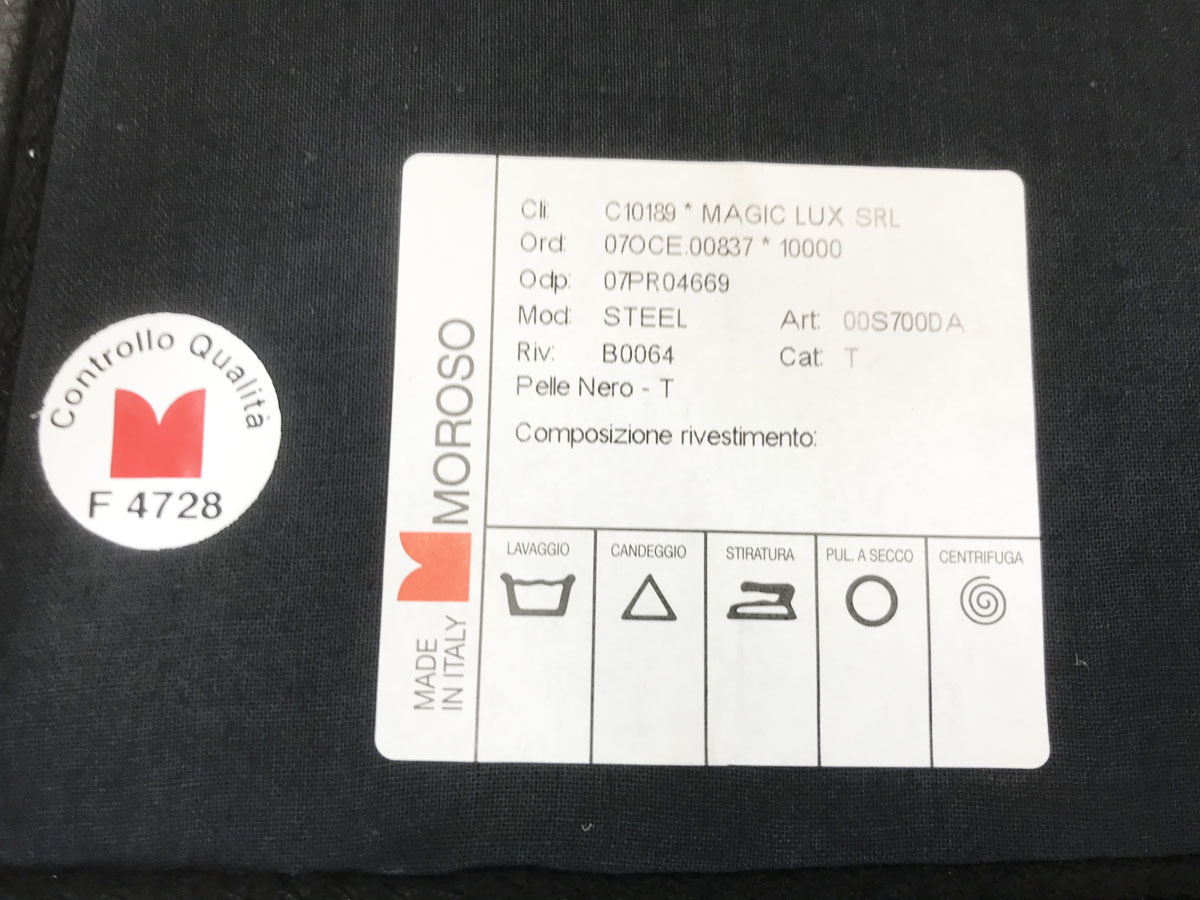 Controllo Qualità
F 4728
MOROSO
MADE
IN ITALY
Cli: C10189 * MAGIC LUX SRL
Ord: 07OCE.00837 * 10000
Odp: 07PR04669
Mod: STEEL Art: 00S700DA
Riv: B0064 Cat: T
Pelle Nero - T
Composizione rivestimento:
LAVAGGIO CANDEGGIO STIRATURA PUL. A SECCO CENTRIFUGA